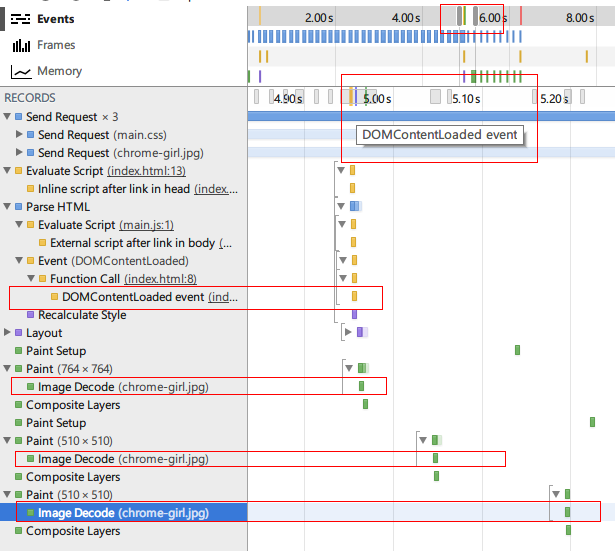 Events
2.00 s 4.00 s 6.00 s 8.00 s
Frames
Memory
RECORDS
4.90 s 5.00 s 5.10 s 5.20 s
Send Request × 3
Send Request (main.css)
DOMContentLoaded event
Send Request (chrome-girl.jpg)
Evaluate Script (index.html:13)
Inline script after link in head (index....
Parse HTML
Evaluate Script (main.js:1)
External script after link in body (...
Event (DOMContentLoaded)
Function Call (index.html:8)
DOMContentLoaded event (ind...
Recalculate Style
Layout
Paint Setup
Paint (764 × 764)
Image Decode (chrome-girl.jpg)
Composite Layers
Paint Setup
Paint (510 × 510)
Image Decode (chrome-girl.jpg)
Composite Layers
Paint (510 × 510)
Image Decode (chrome-girl.jpg)
Composite Layers